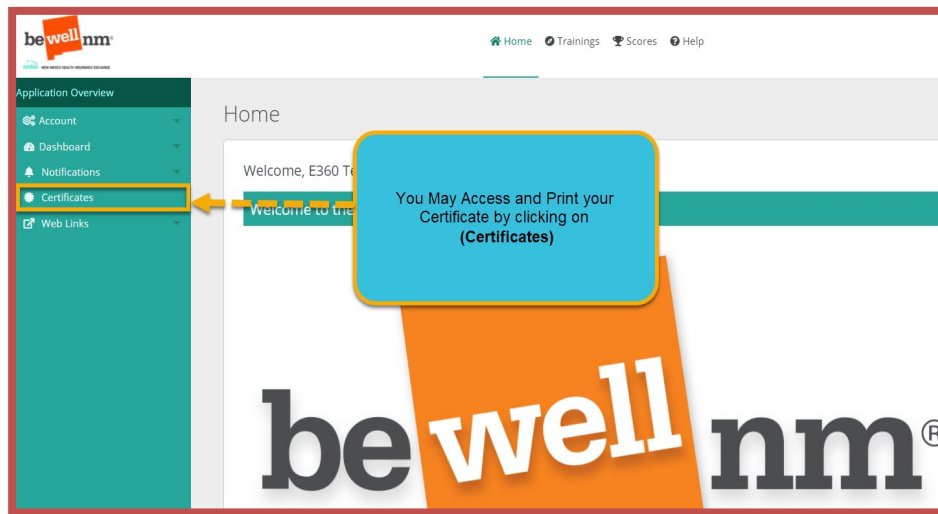 be well nm®
NEW MEXICO HEALTH INSURANCE EXCHANGE
Home Trainings Scores Help
Application Overview
Account
Dashboard
Notifications
Certificates
Web Links
Home
Welcome, E360 Te
Welcome to the
You May Access and Print your
Certificate by clicking on
(Certificates)
be well nm®